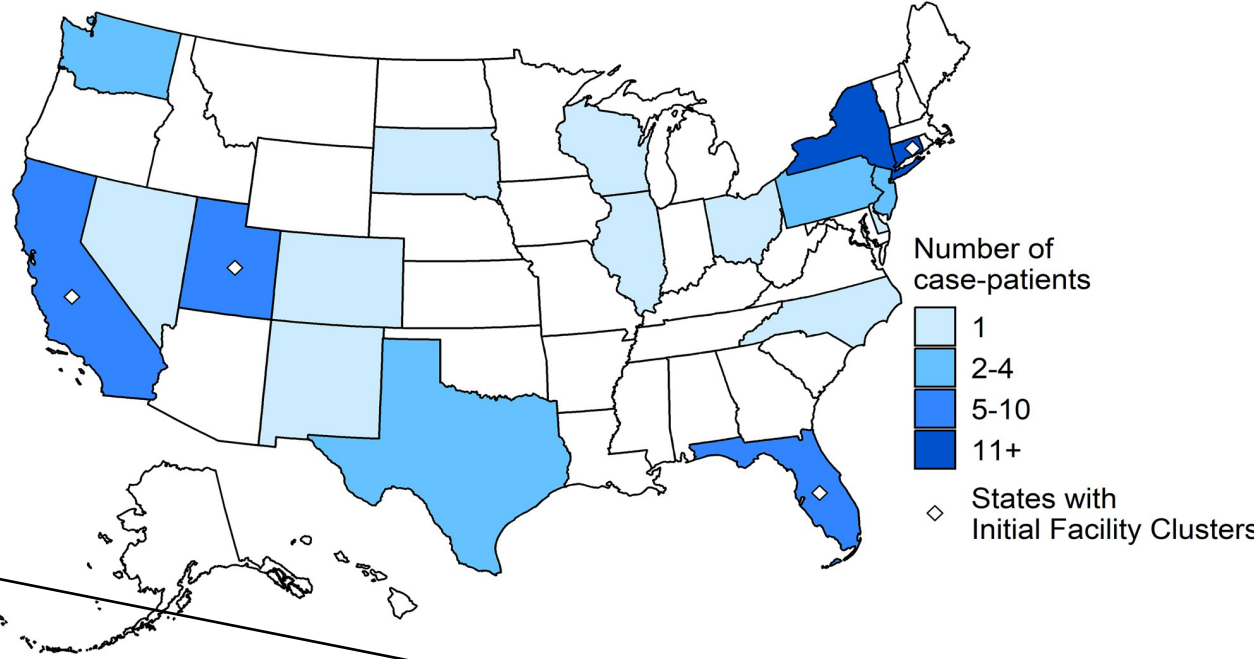 Number of
case-patients
1
2-4
5-10
11+
States with
Initial Facility Clusters